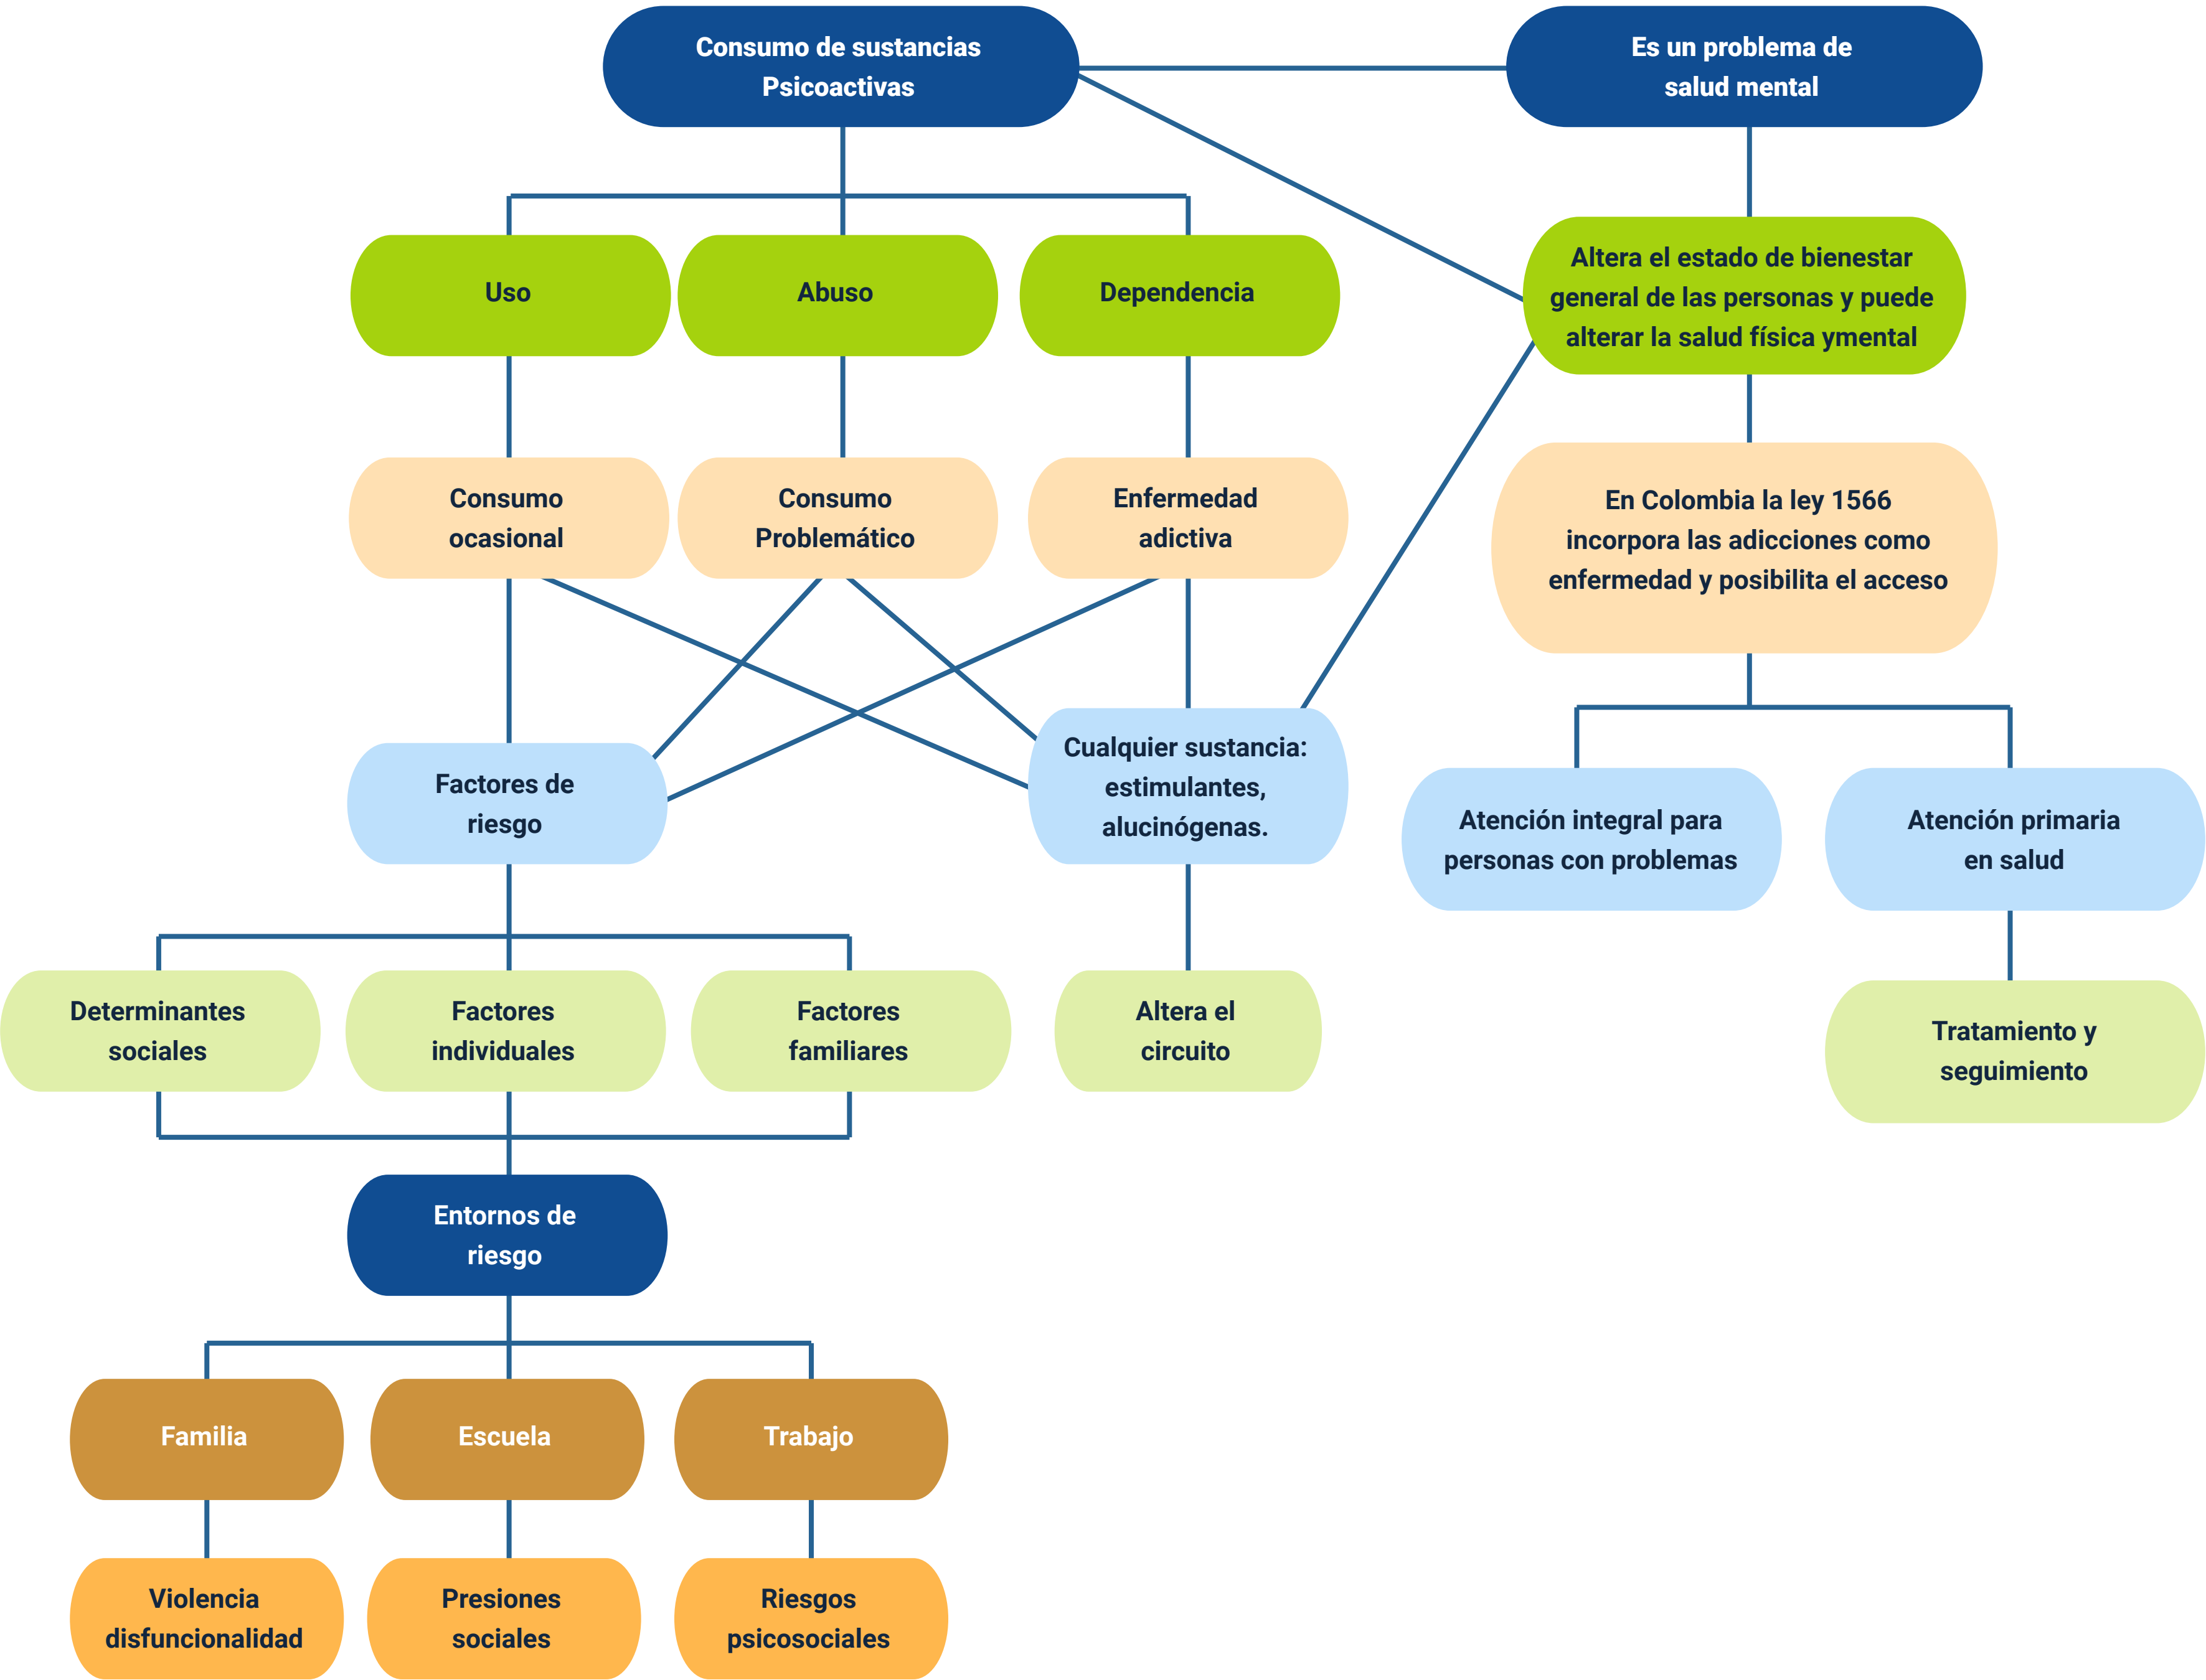 Consumo de sustancias
Psicoactivas
Es un problema de
salud mental
Uso
Abuso
Dependencia
Altera el estado de bienestar
general de las personas y puede
alterar la salud física ymental
Consumo
ocasional
Consumo
Problemático
Enfermedad
adictiva
En Colombia la ley 1566
incorpora las adicciones como
enfermedad y posibilita el acceso
Factores de
riesgo
Cualquier sustancia:
estimulantes,
alucinógenas.
Atención integral para
personas con problemas
Atención primaria
en salud
Determinantes
sociales
Factores
individuales
Factores
familiares
Altera el
circuito
Tratamiento y
seguimiento
Entornos de
riesgo
Familia
Escuela
Trabajo
Violencia
disfuncionalidad
Presiones
sociales
Riesgos
psicosociales